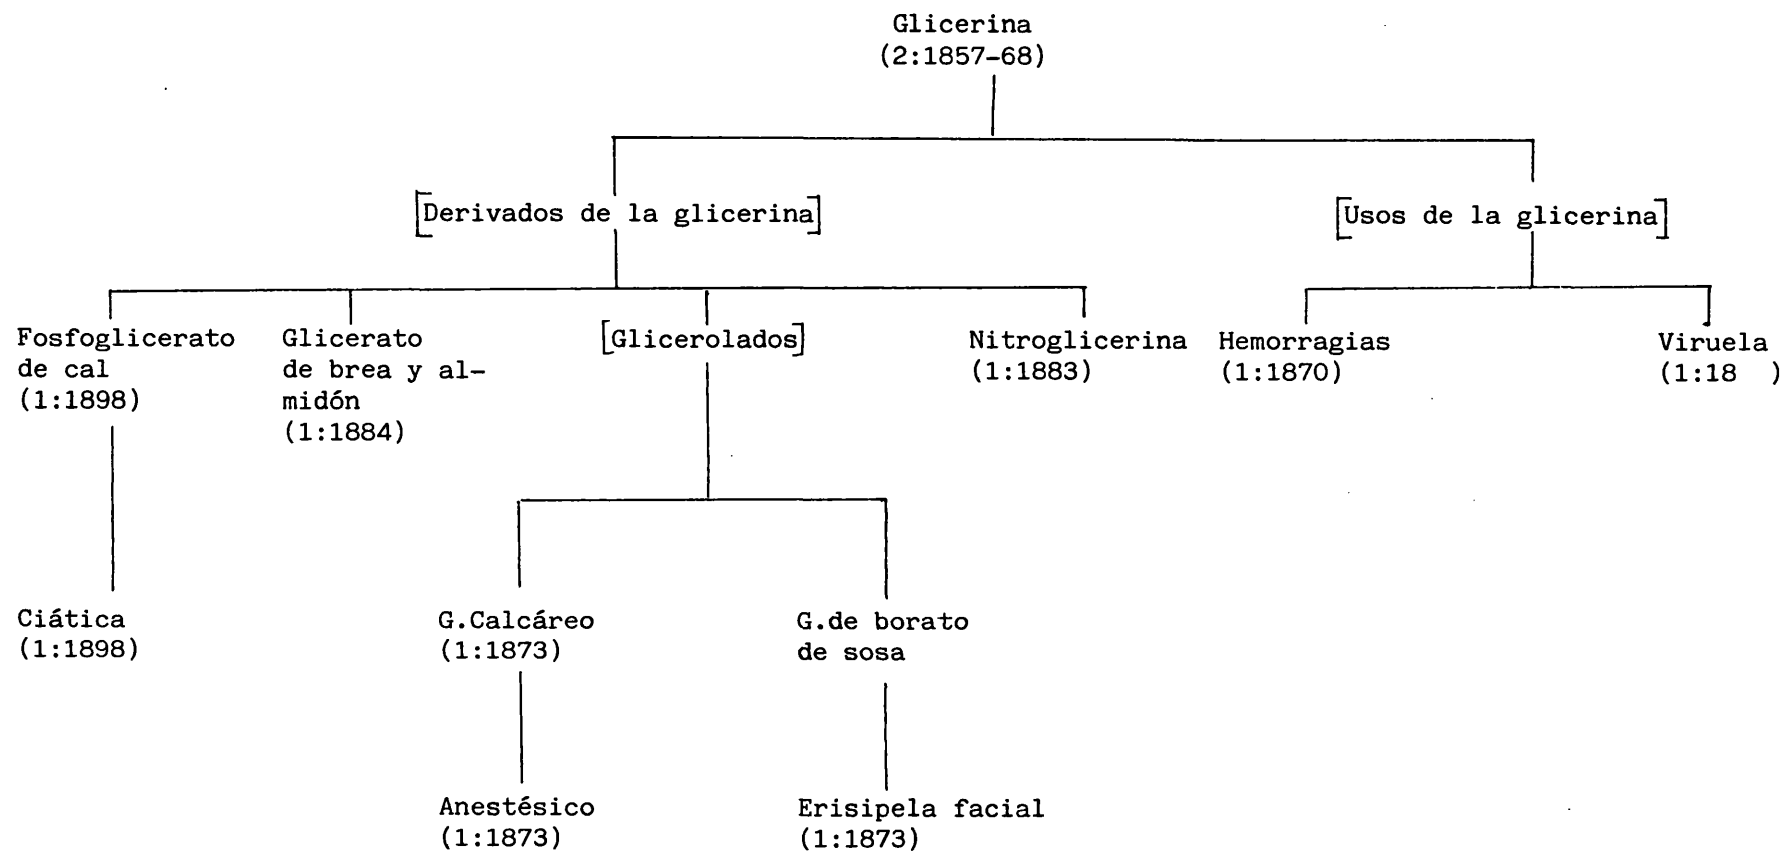 Glicerina
(2:1857-68)
[Derivados de la glicerina]
[Usos de la glicerina]
Fosfoglicerato
de cal
(1:1898)
Glicerato
de brea y al-
midón
(1:1884)
[Glicerolados]
Nitroglicerina
(1:1883)
Hemorragias
(1:1870)
Viruela
(1:18  )
Ciática
(1:1898)
G.Calcáreo
(1:1873)
G.de borato
de sosa
Anestésico
(1:1873)
Erisipela facial
(1:1873)